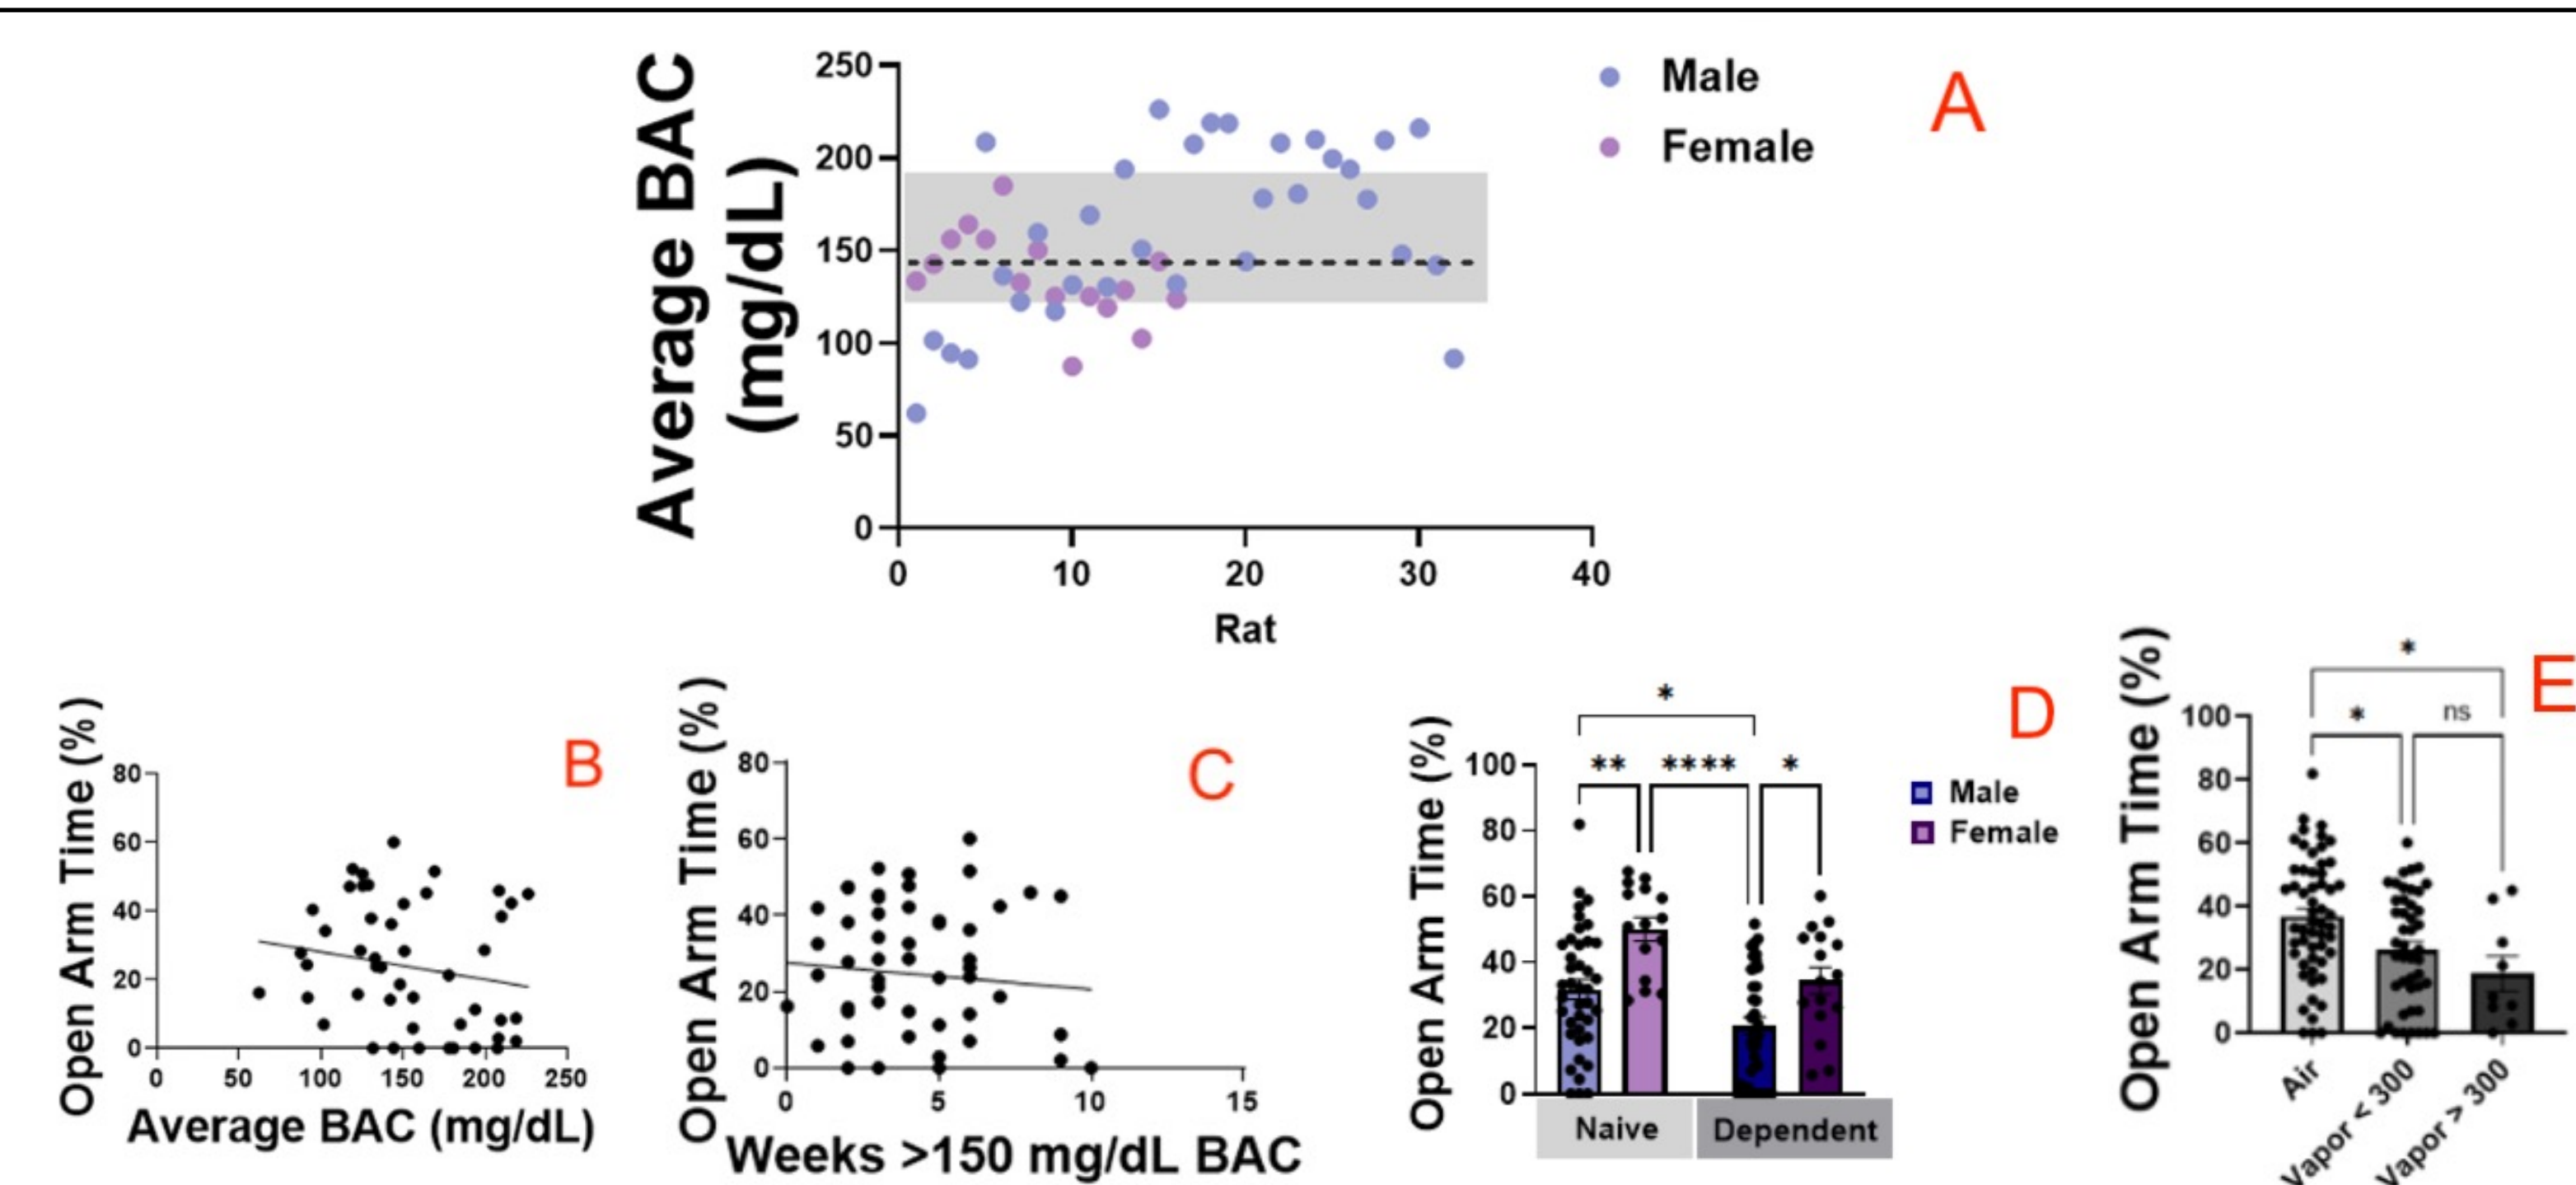 Average BAC
(mg/dL)
250
200
150
100
50
0
0 10 20 30 40
Rat
Male
Female
A
Open Arm Time (%)
80
60
40
20
0
0 50 100 150 200 250
Average BAC (mg/dL)
B
Open Arm Time (%)
80
60
40
20
0
0 5 10 15
Weeks >150 mg/dL BAC
C
Open Arm Time (%)
*
** **** *
100
80
60
40
20
0
Naive Dependent
Male
Female
D
Open Arm Time (%)
*
* ns
100
80
60
40
20
0
Air
Vapor < 300
Vapor > 300
E